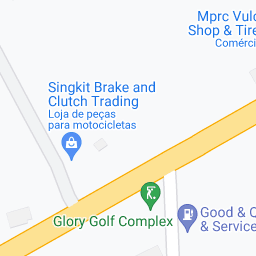 Mprc Vulc
Shop & Tire
Comérci
Singkit Brake and
Clutch Trading
Loja de peças
para motocicletas
Glory Golf Complex
Good & Q
& Service